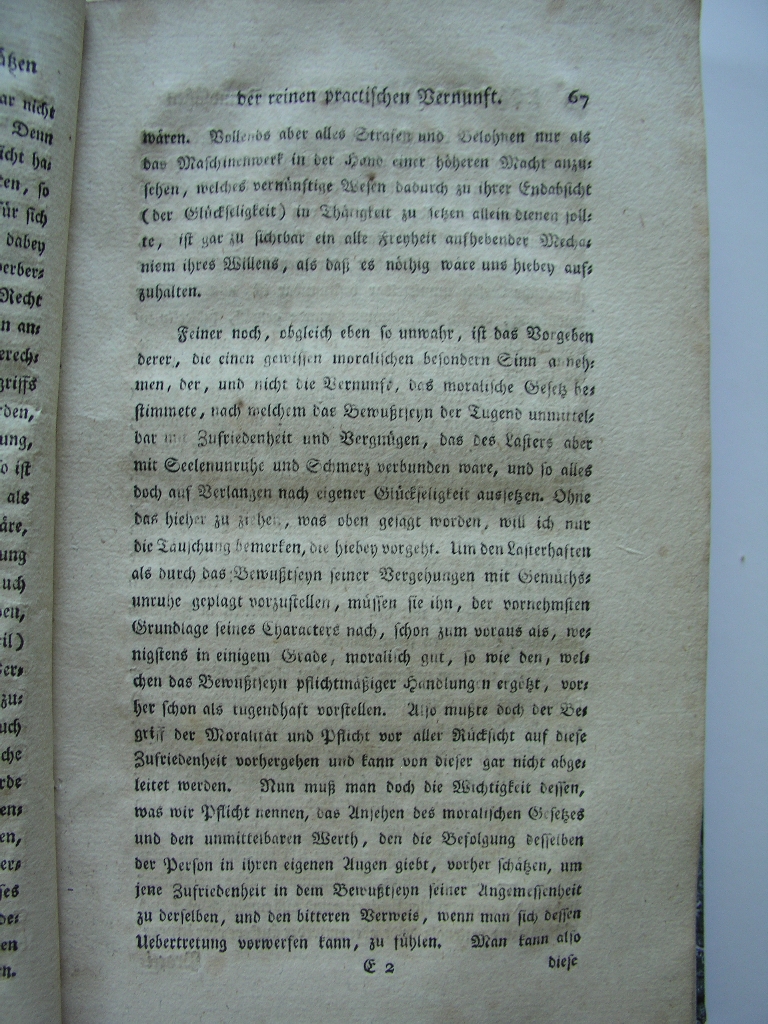 der reinen practischen Vernunft. 67
wären. Vollends aber alles Strafen und Belohnen nur als
das Maschinenwerk in der Hand einer höheren Macht anzu-
sehen, welches vernünftige Wesen dadurch zu ihrer Endabsicht
(der Glückseligkeit) in Thätigkeit zu setzen allein dienen soll-
te, ist gar zu sichtbar ein alle Freyheit aufhebender Mecha-
nism ihres Willens, als daß es nöthig wäre uns hiebey auf-
zuhalten.
Feiner noch, obgleich eben so unwahr, ist das Vorgeben
derer, die einen gewissen moralischen besondern Sinn anneh-
men, der, und nicht die Vernunft, das moralische Gesetz be-
stimmete, nach welchem das Bewußtseyn der Tugend unmittel-
bar mit Zufriedenheit und Vergnügen, das des Lasters aber
mit Seelenunruhe und Schmerz verbunden wäre, und so alles
doch auf Verlangen nach eigener Glückseligkeit aussetzen. Ohne
das hieher zu ziehen, was oben gesagt worden, will ich nur
die Täuschung bemerken, die hiebey vorgeht. Um den Lasterhaften
als durch das Bewußtseyn seiner Vergehungen mit Gemüths-
unruhe geplagt vorzustellen, müssen sie ihn, der vornehmsten
Grundlage seines Characters nach, schon zum voraus als, we-
nigstens in einigem Grade, moralisch gut, so wie den, wel-
chen das Bewußtseyn pflichtmäßiger Handlungen ergötzt, vor-
her schon als tugendhaft vorstellen. Also mußte doch der Be-
griff der Moralität und Pflicht vor aller Rücksicht auf diese
Zufriedenheit vorhergehen und kann von dieser gar nicht abge-
leitet werden. Nun muß man doch die Wichtigkeit dessen,
was wir Pflicht nennen, das Ansehen des moralischen Gesetzes
und den unmittelbaren Werth, den die Befolgung desselben
der Person in ihren eigenen Augen giebt, vorher schätzen, um
jene Zufriedenheit in dem Bewußtseyn seiner Angemessenheit
zu derselben, und den bitteren Verweis, wenn man sich dessen
Uebertretung vorwerfen kann, zu fühlen. Man kann also
E 2 diese